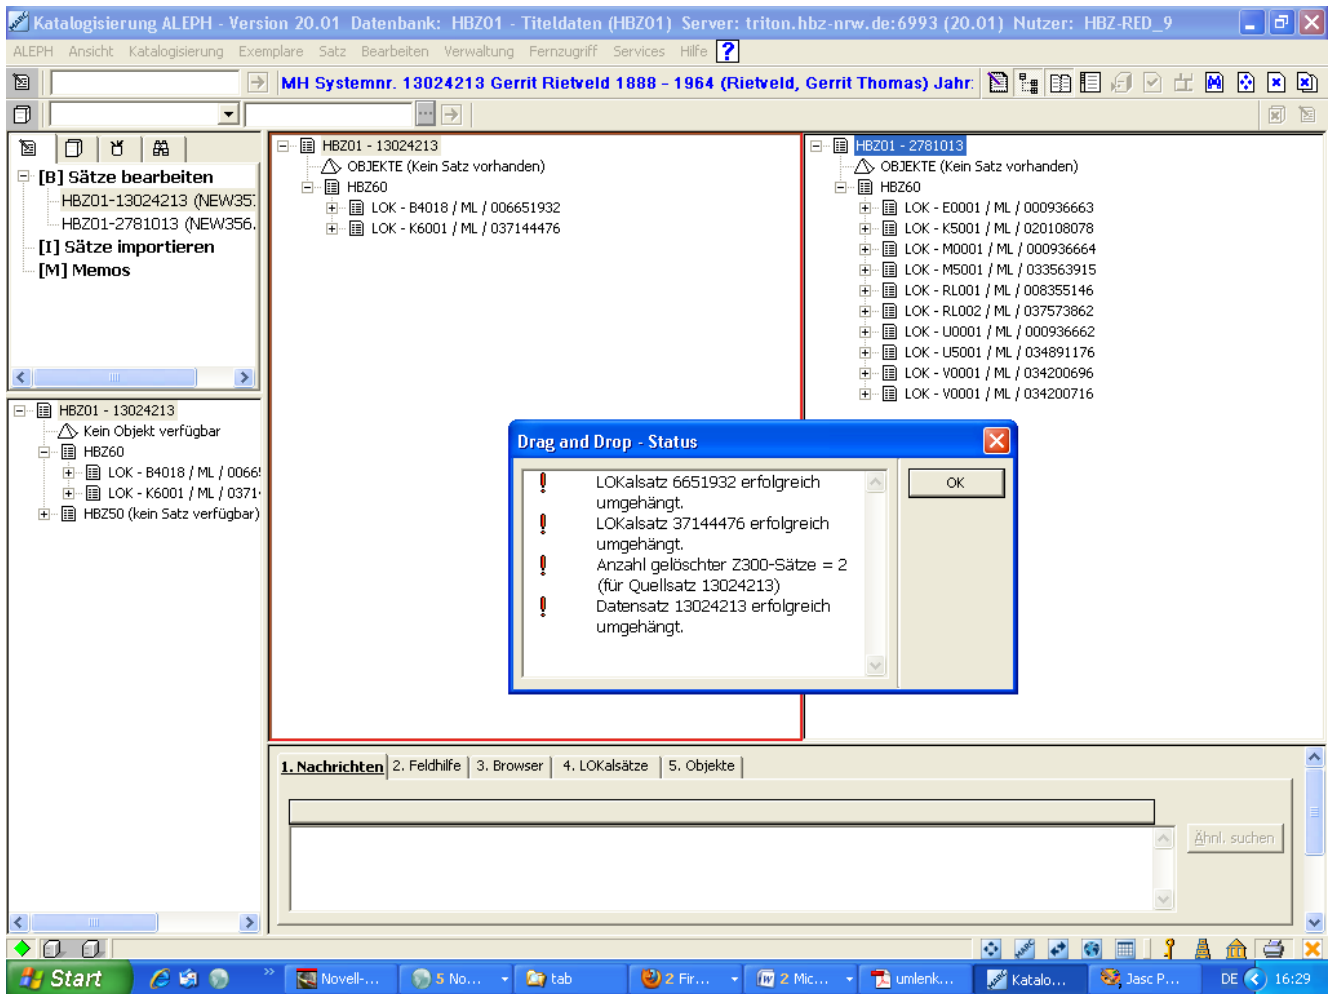 Katalogisierung ALEPH - Version 20.01 Datenbank: HBZ01 - Titeldaten (HBZ01) Server: triton.hbz-nrw.de:6993 (20.01) Nutzer: HBZ-RED_9
ALEPH Ansicht Katalogisierung Exemplare Satz Bearbeiten Verwaltung Fernzugriff Services Hilfe ?
MH Systemnr. 13024213 Gerrit Rietveld 1888 - 1964 (Rietveld, Gerrit Thomas) Jahr:
[B] Sätze bearbeiten
HBZ01-13024213 (NEW35
HBZ01-2781013 (NEW356.
[I] Sätze importieren
[M] Memos
HBZ01 - 13024213
Kein Objekt verfügbar
HBZ60
LOK - B4018 / ML / 0066
LOK - K6001 / ML / 0371
HBZ50 (kein Satz verfügbar)
HBZ01 - 13024213
OBJEKTE (Kein Satz vorhanden)
HBZ60
LOK - B4018 / ML / 006651932
LOK - K6001 / ML / 037144476
HBZ01 - 2781013
OBJEKTE (Kein Satz vorhanden)
HBZ60
LOK - E0001 / ML / 000936663
LOK - K5001 / ML / 020108078
LOK - M0001 / ML / 000936664
LOK - M5001 / ML / 033563915
LOK - RL001 / ML / 008355146
LOK - RL002 / ML / 037573862
LOK - U0001 / ML / 000936662
LOK - U5001 / ML / 034891176
LOK - V0001 / ML / 034200696
LOK - V0001 / ML / 034200716
Drag and Drop - Status
LOKalsatz 6651932 erfolgreich
umgehängt.
LOKalsatz 37144476 erfolgreich
umgehängt.
Anzahl gelöschter Z300-Sätze = 2
(für Quellsatz 13024213)
Datensatz 13024213 erfolgreich
umgehängt.
OK
1. Nachrichten 2. Feldhilfe 3. Browser 4. LOKalsätze 5. Objekte
Ähnl. suchen
Start Novell-... 5 No... tab 2 Fir... 2 Mic... umlenk... Katalo... Jasc P... DE 16:29